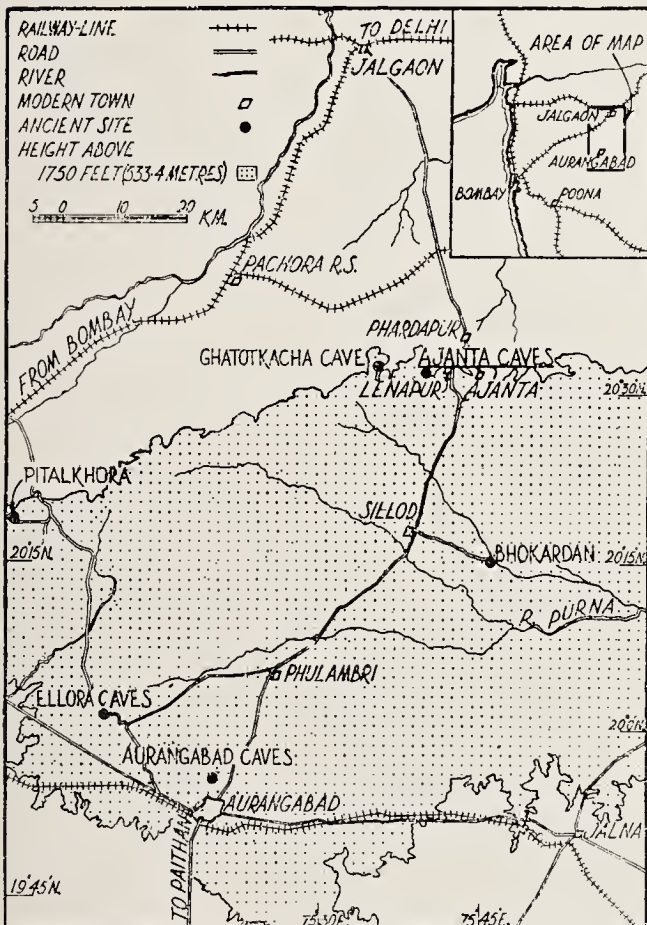 RAILWAY-LINE
ROAD
RIVER
MODERN TOWN
ANCIENT SITE
HEIGHT ABOVE
1750 FEET (533·4 METRES)
5 0 10 20 KM.
TO DELHI
JALGAON
AREA OF MAP
JALGAON
AURANGABAD
BOMBAY
POONA
PACHORA R.S.
FROM BOMBAY
PHARDAPUR
GHATOTKACHA CAVE
AJANTA CAVES
LENAPUR
AJANTA
20°30'N.
PITALKHORA
SILLOD
20°15'N.
BHOKARDAN
20°15'N.
R. PURNA
PHULAMBRI
ELLORA CAVES
20°0'N.
AURANGABAD CAVES
AURANGABAD
JALNA
TO PAITHAN
19°45'N.
75°30'E.
75°45'E.